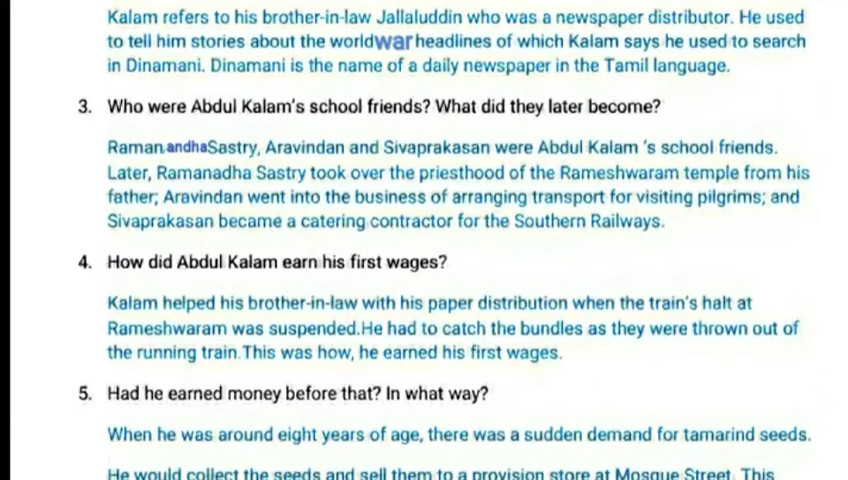 Kalam refers to his brother-in-law Jallaluddin who was a newspaper distributor. He used
to tell him stories about the worldwar headlines of which Kalam says he used to search
in Dinamani. Dinamani is the name of a daily newspaper in the Tamil language.
3. Who were Abdul Kalam's school friends? What did they later become?
RamanandhaSastry, Aravindan and Sivaprakasan were Abdul Kalam 's school friends.
Later, Ramanadha Sastry took over the priesthood of the Rameshwaram temple from his
father; Aravindan went into the business of arranging transport for visiting pilgrims; and
Sivaprakasan became a catering contractor for the Southern Railways.
4. How did Abdul Kalam earn his first wages?
Kalam helped his brother-in-law with his paper distribution when the train's halt at
Rameshwaram was suspended.He had to catch the bundles as they were thrown out of
the running train.This was how, he earned his first wages.
5. Had he earned money before that? In what way?
When he was around eight years of age, there was a sudden demand for tamarind seeds.
He would collect the seeds and sell them to a provision store at Mosque Street. This